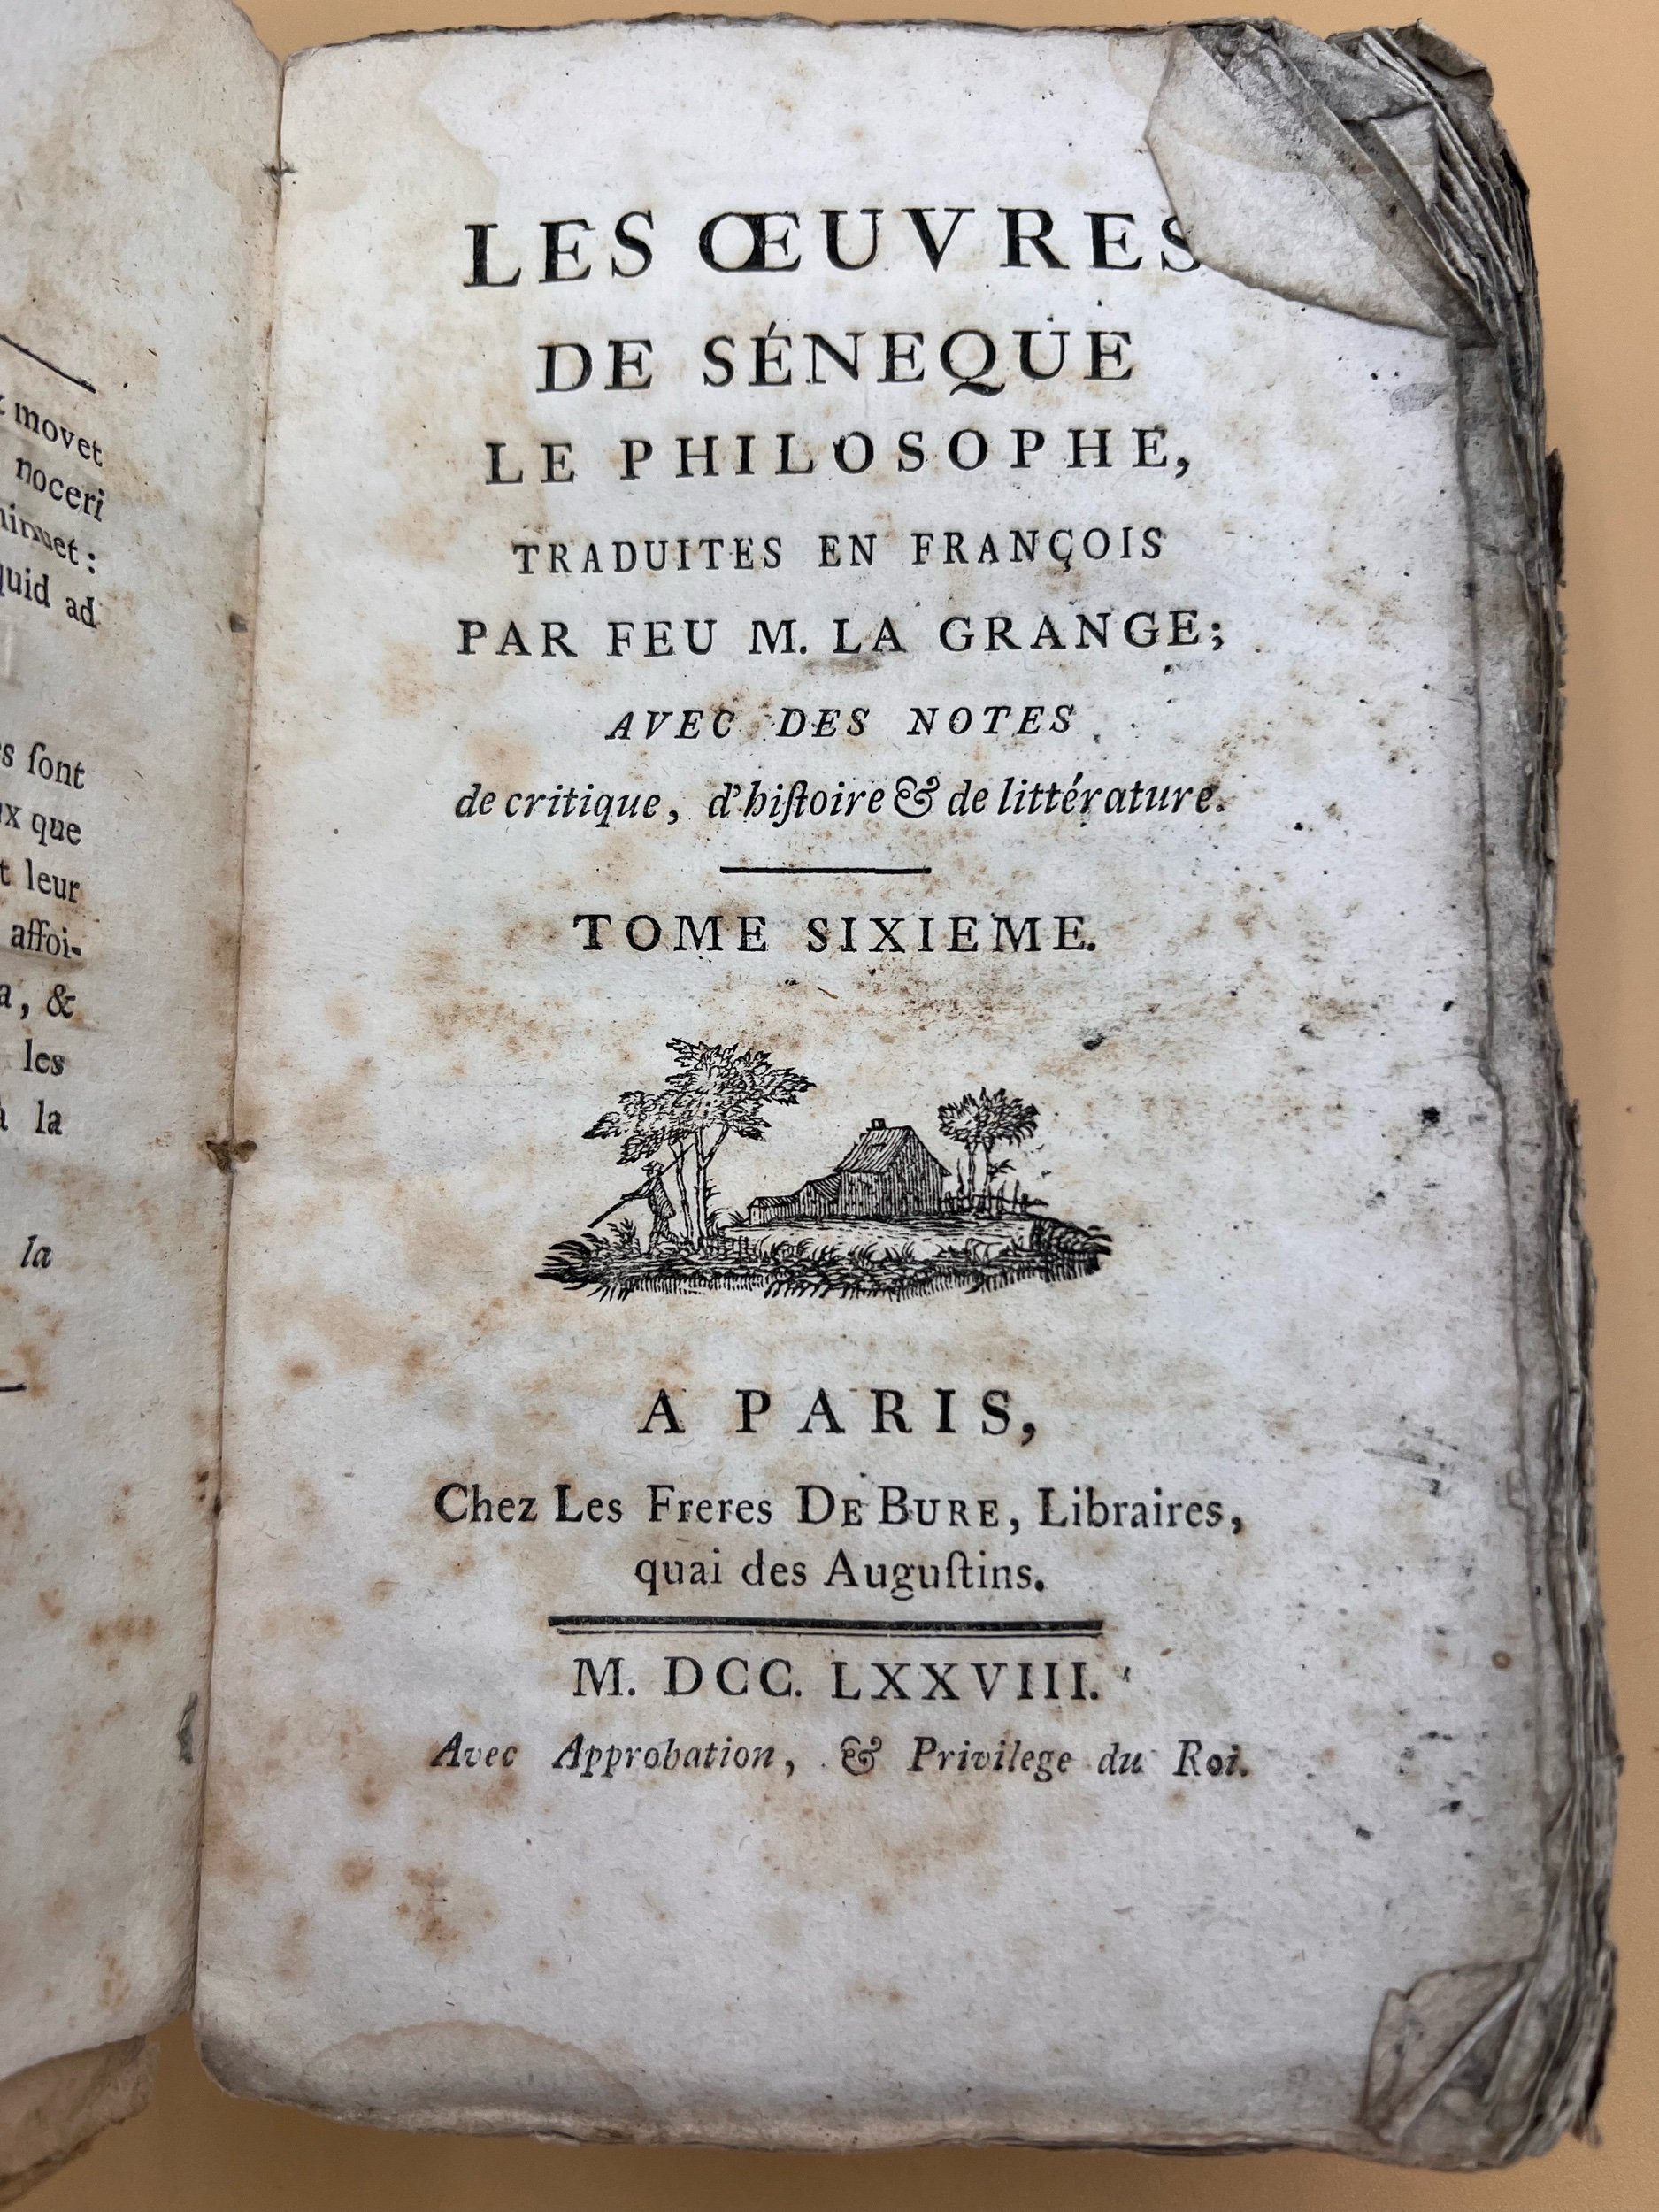 movet
noceri
quid ad
s ſont
x que
t leur
affoi-
a, &
les
la
la
LES ŒUVRES
DE SÉNEQUE
LE PHILOSOPHE,
TRADUITES EN FRANÇOIS
PAR FEU M. LA GRANGE;
AVEC DES NOTES
de critique, d'hiſtoire & de littérature.
TOME SIXIEME.
A PARIS,
Chez Les Freres DE BURE, Libraires,
quai des Auguſtins.
M. DCC. LXXVIII.
Avec Approbation, & Privilege du Roi.